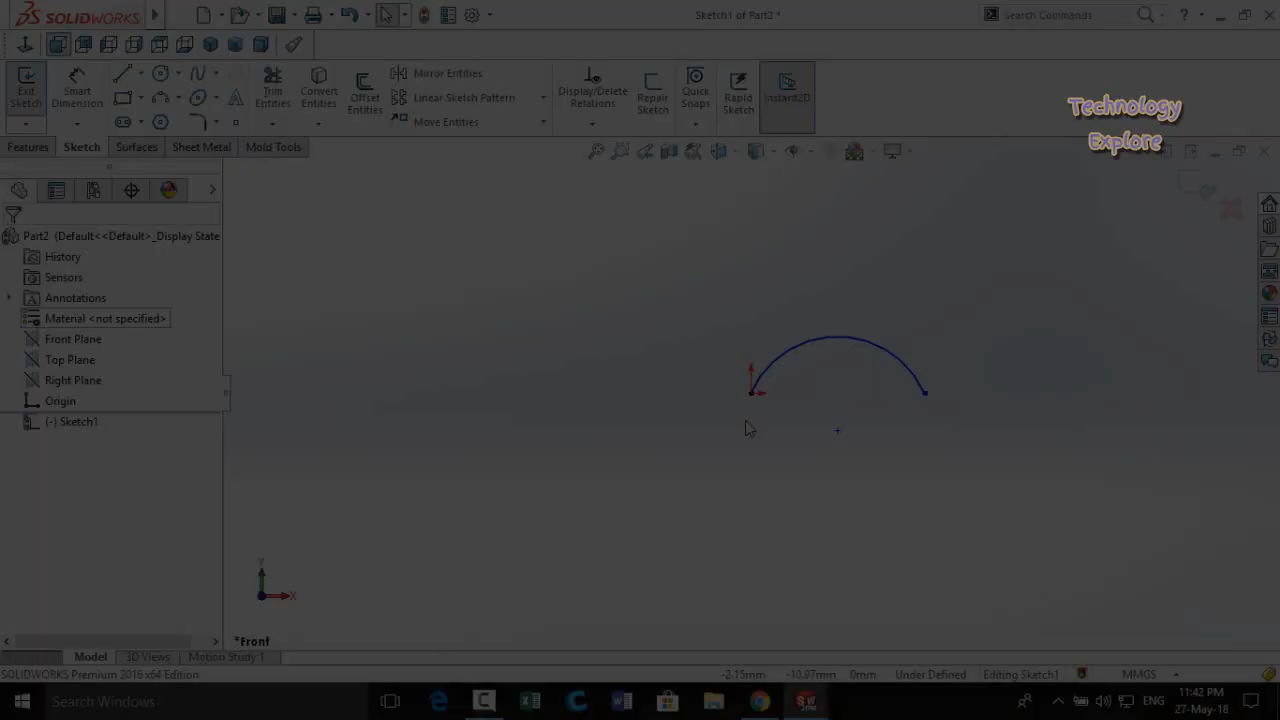 SOLIDWORKS
Sketch1 of Part2 *
Search Commands
Exit Sketch
Smart Dimension
Trim Entities
Convert Entities
Offset Entities
Mirror Entities
Linear Sketch Pattern
Move Entities
Display/Delete Relations
Repair Sketch
Quick Snaps
Rapid Sketch
Instant2D
Technology
Explore
Features
Sketch
Surfaces
Sheet Metal
Mold Tools
Part2 (Default<<Default>_Display State
History
Sensors
Annotations
Material <not specified>
Front Plane
Top Plane
Right Plane
Origin
(-) Sketch1
Y
X
*Front
Model
3D Views
Motion Study 1
SOLIDWORKS Premium 2016 x64 Edition
-2.15mm
-10.97mm
0mm
Under Defined
Editing Sketch1
MMGS
Search Windows
ENG
11:42 PM
27-May-18